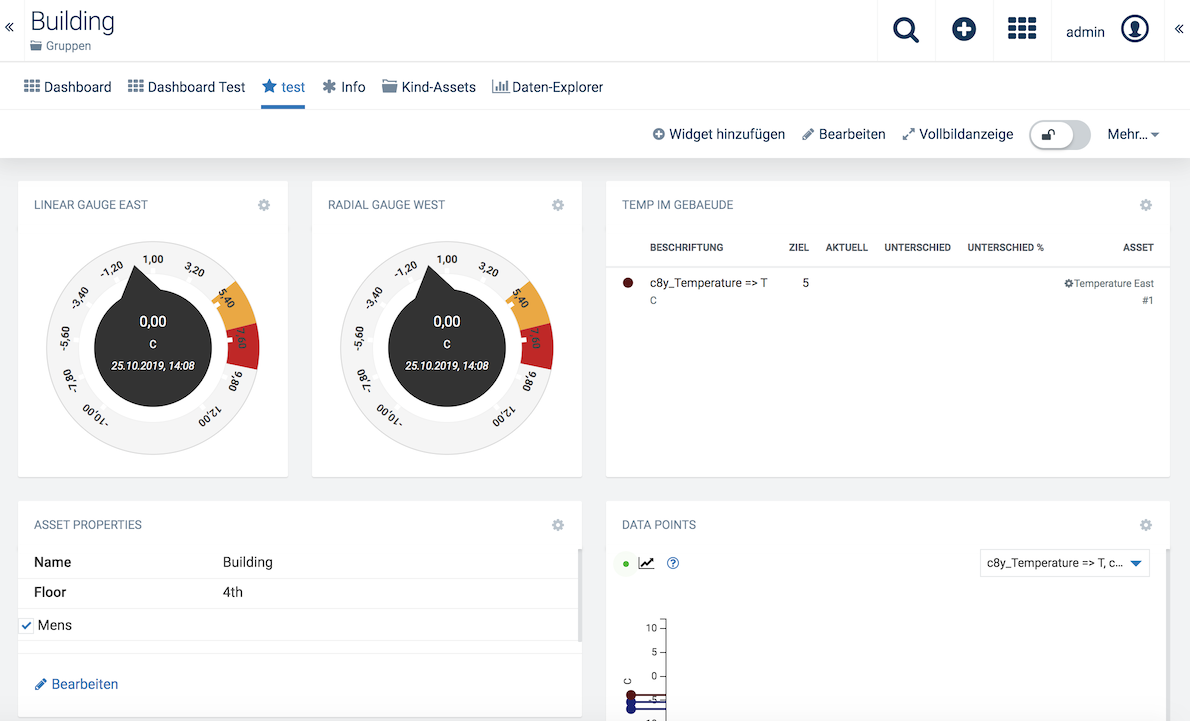 «
Building
Gruppen
admin
«
Dashboard
Dashboard Test
test
Info
Kind-Assets
Daten-Explorer
Widget hinzufügen
Bearbeiten
Vollbildanzeige
Mehr...
LINEAR GAUGE EAST
-10,00
-7,80
-5,60
-3,40
-1,20
1,00
3,20
5,40
7,60
9,80
12,00
0,00
C
25.10.2019, 14:08
RADIAL GAUGE WEST
-10,00
-7,80
-5,60
-3,40
-1,20
1,00
3,20
5,40
7,60
9,80
12,00
0,00
C
25.10.2019, 14:08
TEMP IM GEBAEUDE
BESCHRIFTUNG ZIEL AKTUELL UNTERSCHIED UNTERSCHIED % ASSET
c8y_Temperature => T 5 Temperature East
C #1
ASSET PROPERTIES
Name Building
Floor 4th
Mens
Bearbeiten
DATA POINTS
?
c8y_Temperature => T, c...
10
5
0
C
-5
-10